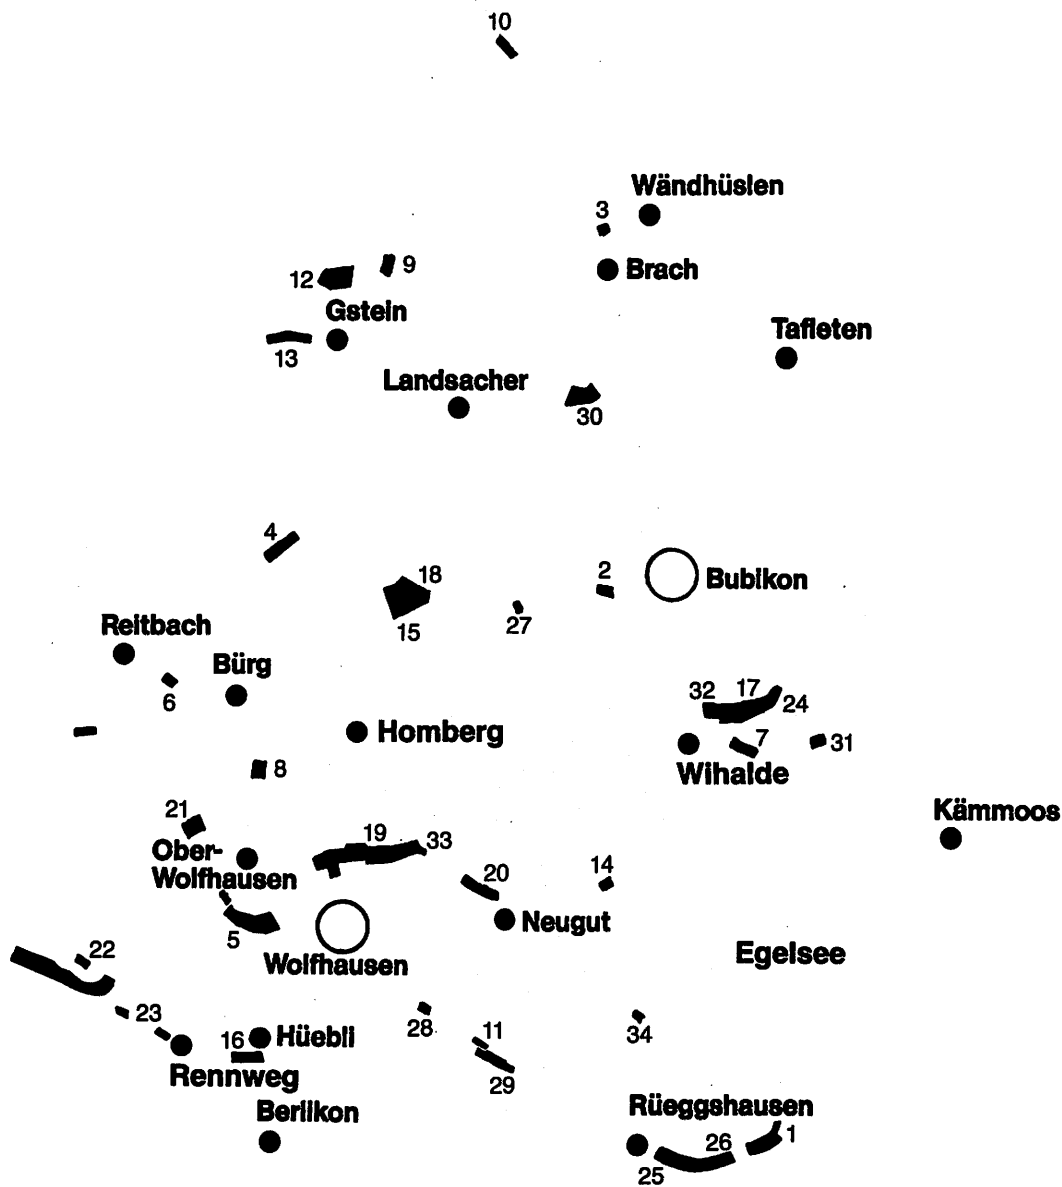 10
Wändhüslen
3
Brach
12
9
Gstein
13
Tafleten
Landsacher
30
4
18
15
27
2
Bubikon
Reitbach
6
Bürg
Homberg
32
17
24
7
31
Wihalde
8
Kämmoos
21
Ober-
Wolfhausen
19
33
20
14
Neugut
5
Wolfhausen
Egelsee
22
23
28
11
29
34
16
Hüebli
Rennweg
Berlikon
Rüeggshausen
25
26
1